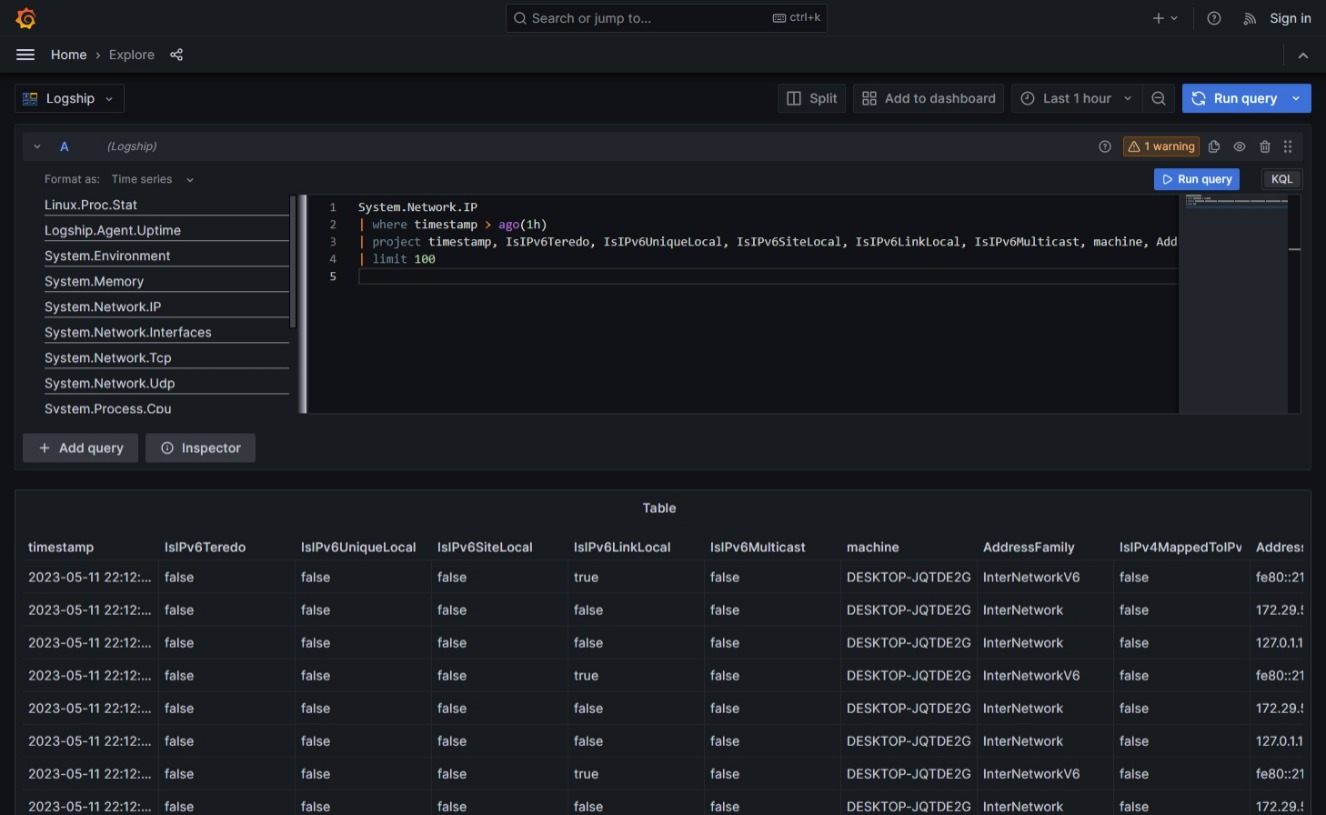 Search or jump to... ctrl+k Sign in
Home › Explore
Logship Split Add to dashboard Last 1 hour Run query
A (Logship) 1 warning
Format as: Time series Run query KQL
Linux.Proc.Stat
Logship.Agent.Uptime
System.Environment
System.Memory
System.Network.IP
System.Network.Interfaces
System.Network.Tcp
System.Network.Udp
System.Process.Cpu
1 System.Network.IP
2 | where timestamp > ago(1h)
3 | project timestamp, IsIPv6Teredo, IsIPv6UniqueLocal, IsIPv6SiteLocal, IsIPv6LinkLocal, IsIPv6Multicast, machine, Add
4 | limit 100
5
+ Add query Inspector
Table
timestamp IsIPv6Teredo IsIPv6UniqueLocal IsIPv6SiteLocal IsIPv6LinkLocal IsIPv6Multicast machine AddressFamily IsIPv4MappedToIPv Address
2023-05-11 22:12:... false false false true false DESKTOP-JQTDE2G InterNetworkV6 false fe80::21
2023-05-11 22:12:... false false false false false DESKTOP-JQTDE2G InterNetwork false 172.29.5
2023-05-11 22:12:... false false false false false DESKTOP-JQTDE2G InterNetwork false 127.0.1.1
2023-05-11 22:12:... false false false true false DESKTOP-JQTDE2G InterNetworkV6 false fe80::21
2023-05-11 22:12:... false false false false false DESKTOP-JQTDE2G InterNetwork false 172.29.5
2023-05-11 22:12:... false false false false false DESKTOP-JQTDE2G InterNetwork false 127.0.1.1
2023-05-11 22:12:... false false false true false DESKTOP-JQTDE2G InterNetworkV6 false fe80::21
2023-05-11 22:12:... false false false false false DESKTOP-JQTDE2G InterNetwork false 172.29.5